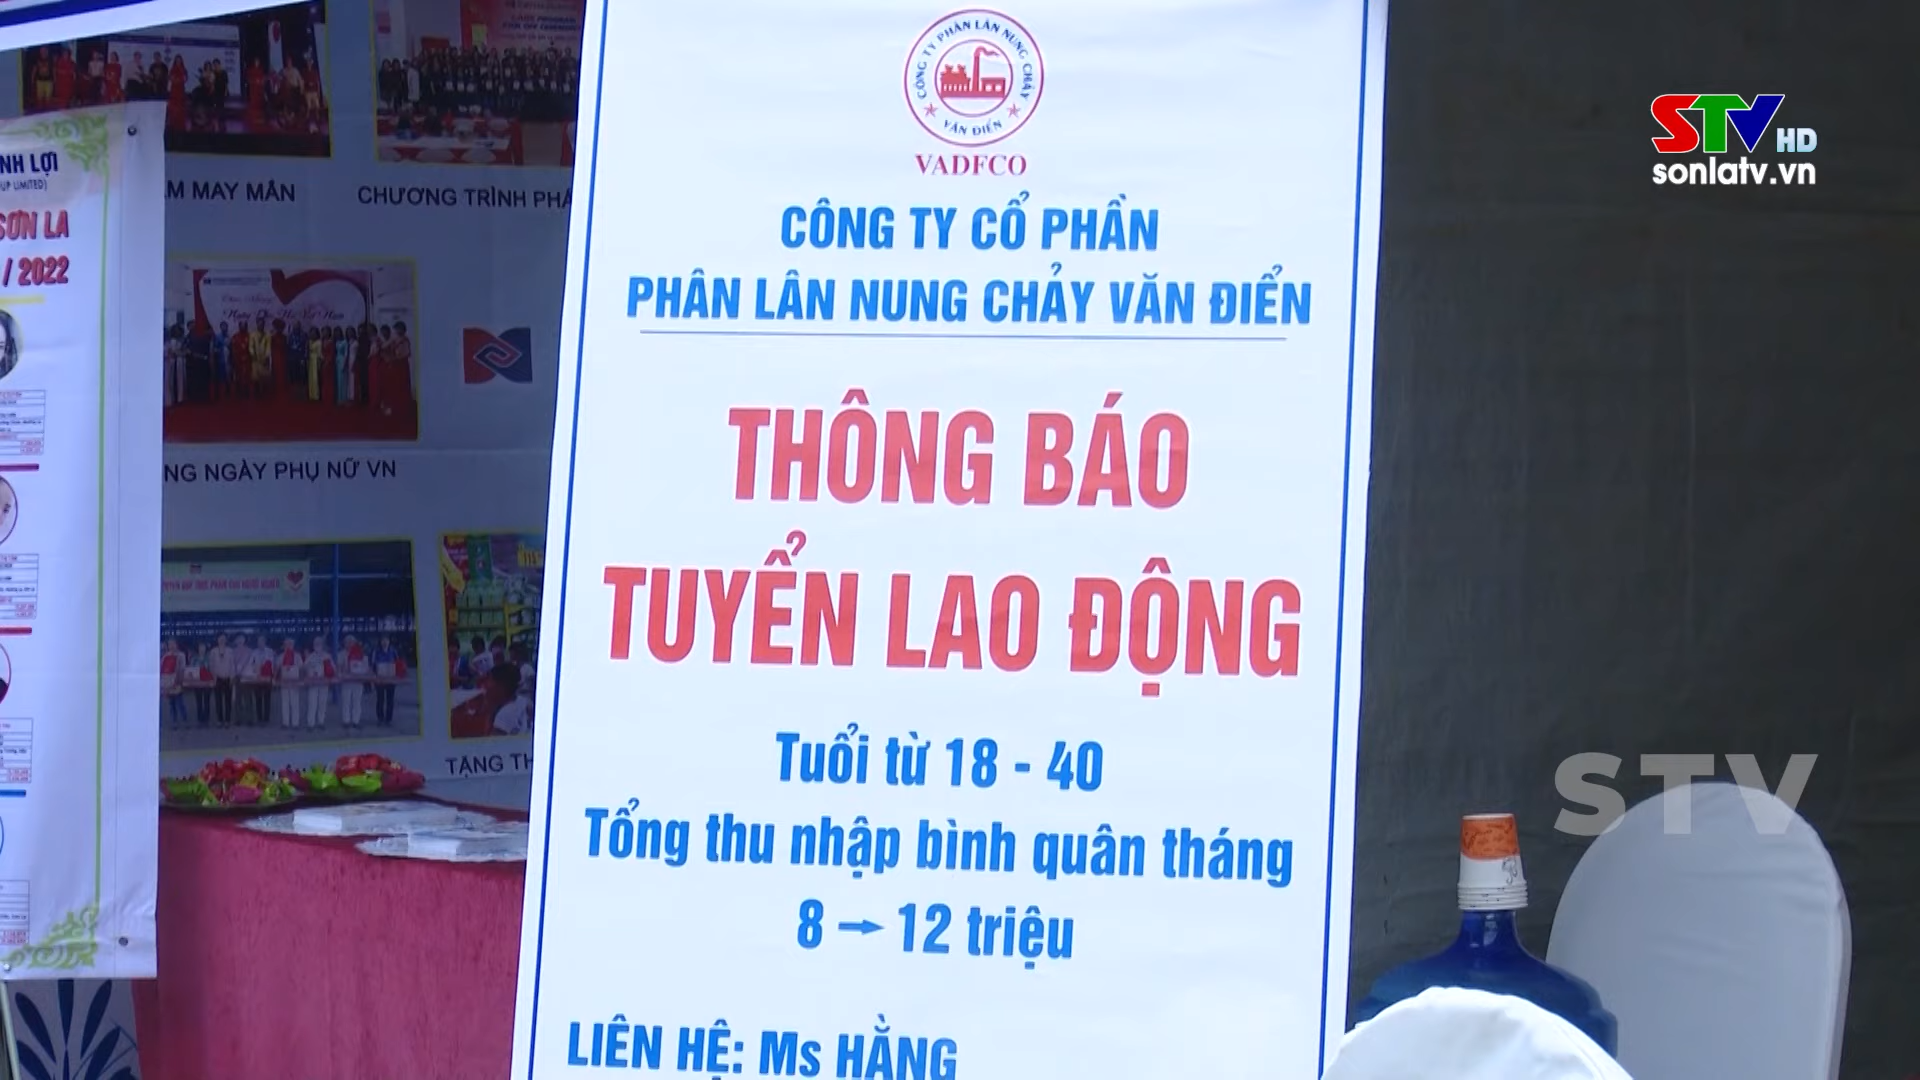 CÔNG TY PHÂN LÂN NUNG CHẢY
VĂN ĐIỂN
VADFCO
CÔNG TY CỔ PHẦN
PHÂN LÂN NUNG CHẢY VĂN ĐIỂN
THÔNG BÁO
TUYỂN LAO ĐỘNG
Tuổi từ 18 - 40
Tổng thu nhập bình quân tháng
8 → 12 triệu
LIÊN HỆ: Ms HẰNG
STV HD
sonlatv.vn
STV
NH LỢI
UP LIMITED)
SƠN LA
/ 2022
MAY MẮN
CHƯƠNG TRÌNH
NG NGÀY PHỤ NỮ VN
TẶNG